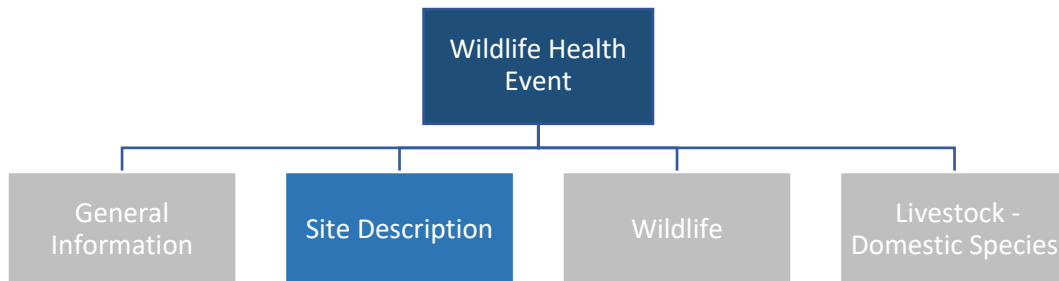 Wildlife Health
Event
General
Information
Site Description
Wildlife
Livestock -
Domestic Species